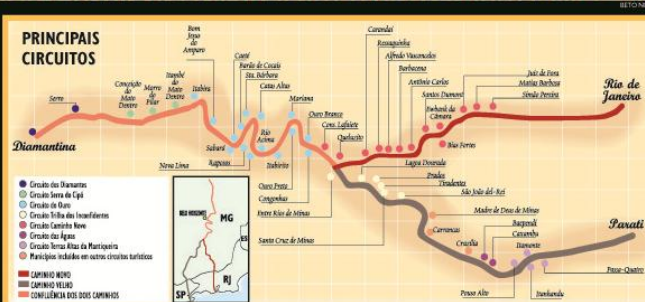 BETO N
PRINCIPAIS
CIRCUITOS
Bom
Jesus do
Amparo
Carandaí
Ressaquinha
Alfredo Vasconcelos
Barbacena
Antônio Carlos
Santos Dumont
Ewbank da
Câmara
Juiz de Fora
Matias Barbosa
Simão Pereira
Rio de
Janeiro
Serro
Conceição
do
Mato
Dentro
Morro
do
Pilar
Itambé
do
Mato
Dentro
Itabira
Caeté
Barão de Cocais
Sta. Bárbara
Catas Altas
Mariana
Ouro Branco
Cons. Lafaiete
Queluzito
Bias Fortes
Diamantina
Sabará
Raposos
Nova Lima
Rio
Acima
Itabirito
Ouro Preto
Congonhas
Entre Rios de Minas
Santa Cruz de Minas
Lagoa Dourada
Prados
Tiradentes
São João del-Rei
Madre de Deus de Minas
Carrancas
Cruzília
Baependi
Caxambu
Itamonte
Parati
Pouso Alto
Itanhandu
Passa-Quatro
Circuito dos Diamantes
Circuito Serra do Cipó
Circuito do Ouro
Circuito Trilha dos Inconfidentes
Circuito Caminho Novo
Circuito das Águas
Circuito Terras Altas da Mantiqueira
Municípios incluídos em outros circuitos turísticos
CAMINHO NOVO
CAMINHO VELHO
CONFLUÊNCIA DOS DOIS CAMINHOS
BELO HORIZONTE
MG
ES
RJ
SP